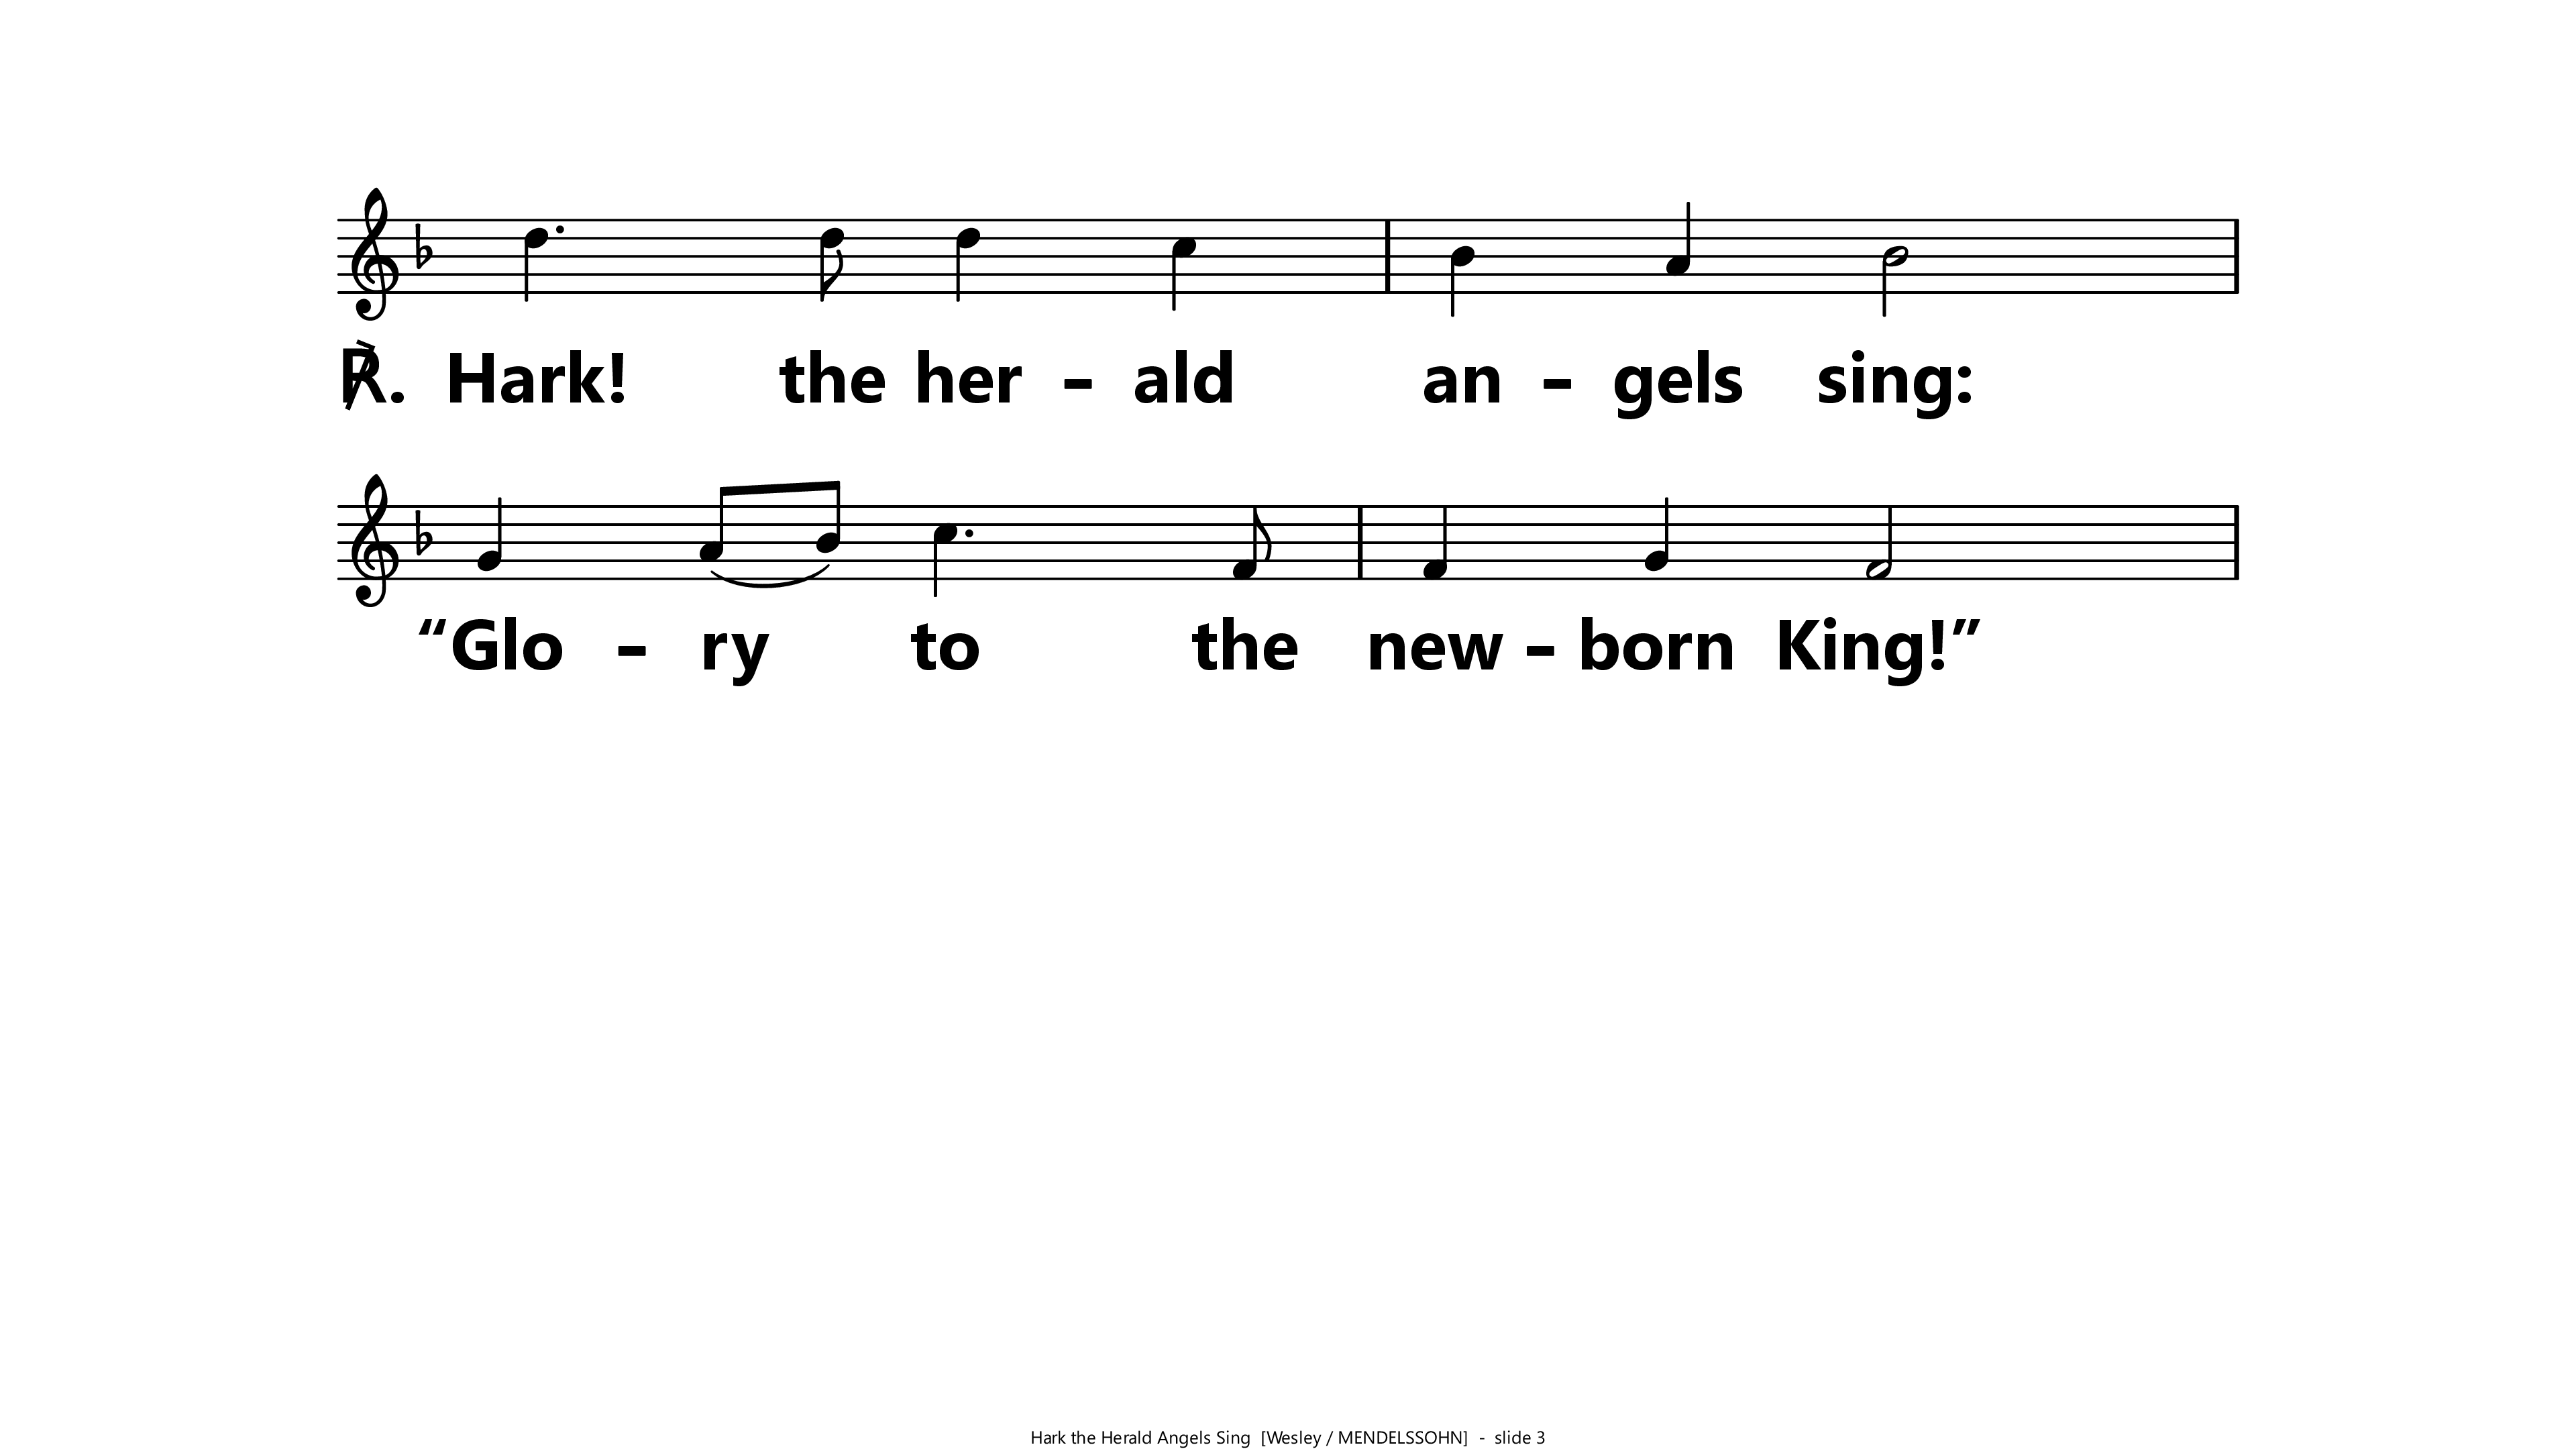 ℟. Hark! the her - ald an - gels sing:
“Glo - ry to the new - born King!”
Hark the Herald Angels Sing [Wesley / MENDELSSOHN] - slide 3